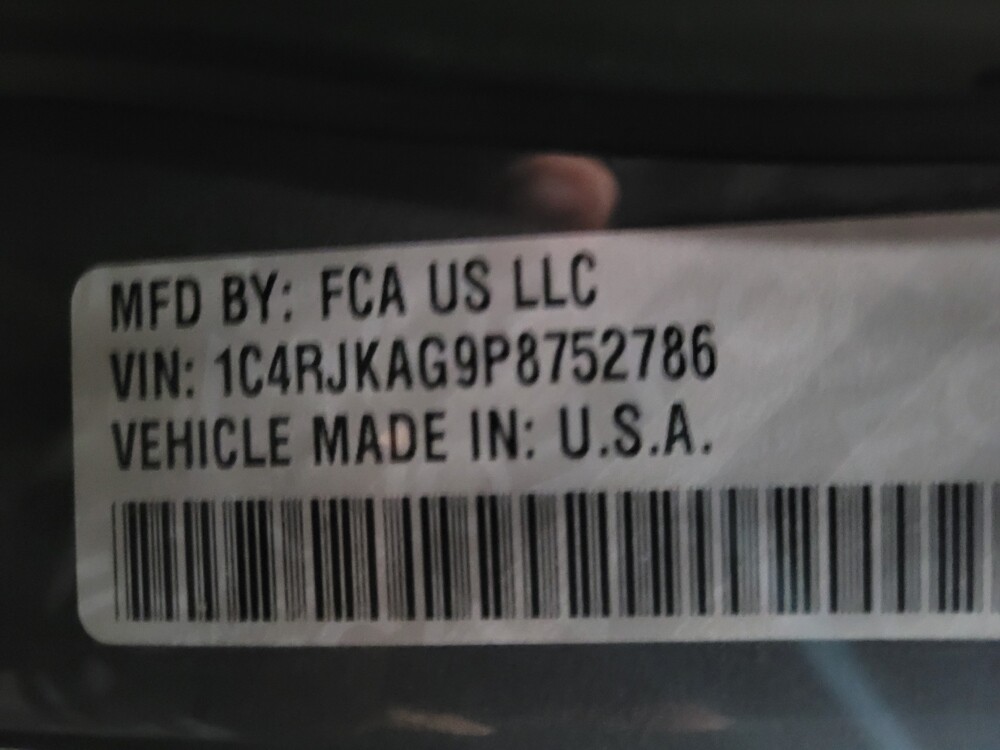 MFD BY: FCA US LLC
VIN: 1C4RJKAG9P8752786
VEHICLE MADE IN: U.S.A.